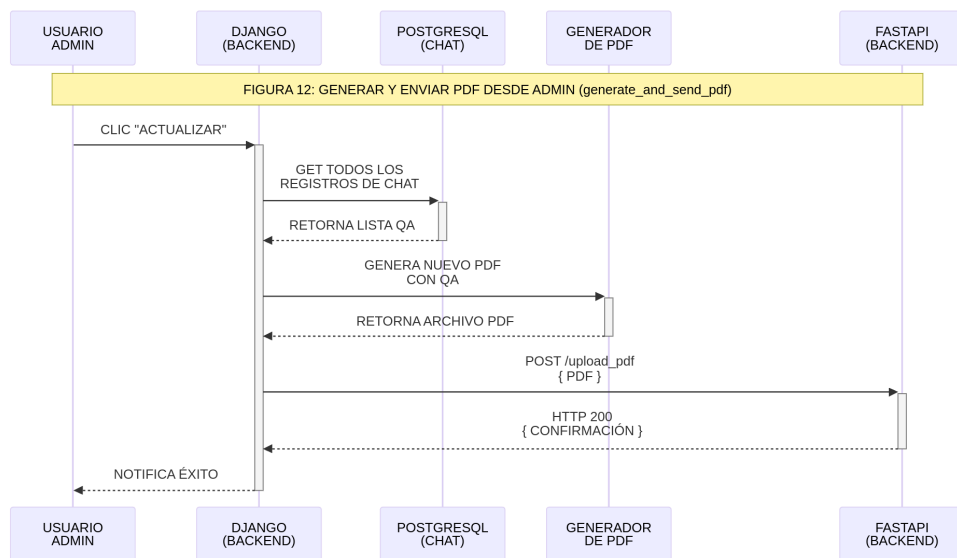 USUARIO
ADMIN
DJANGO
(BACKEND)
POSTGRESQL
(CHAT)
GENERADOR
DE PDF
FASTAPI
(BACKEND)
FIGURA 12: GENERAR Y ENVIAR PDF DESDE ADMIN (generate_and_send_pdf)
CLIC "ACTUALIZAR"
GET TODOS LOS
REGISTROS DE CHAT
RETORNA LISTA QA
GENERA NUEVO PDF
CON QA
RETORNA ARCHIVO PDF
POST /upload_pdf
{ PDF }
HTTP 200
{ CONFIRMACIÓN }
NOTIFICA ÉXITO
USUARIO
ADMIN
DJANGO
(BACKEND)
POSTGRESQL
(CHAT)
GENERADOR
DE PDF
FASTAPI
(BACKEND)